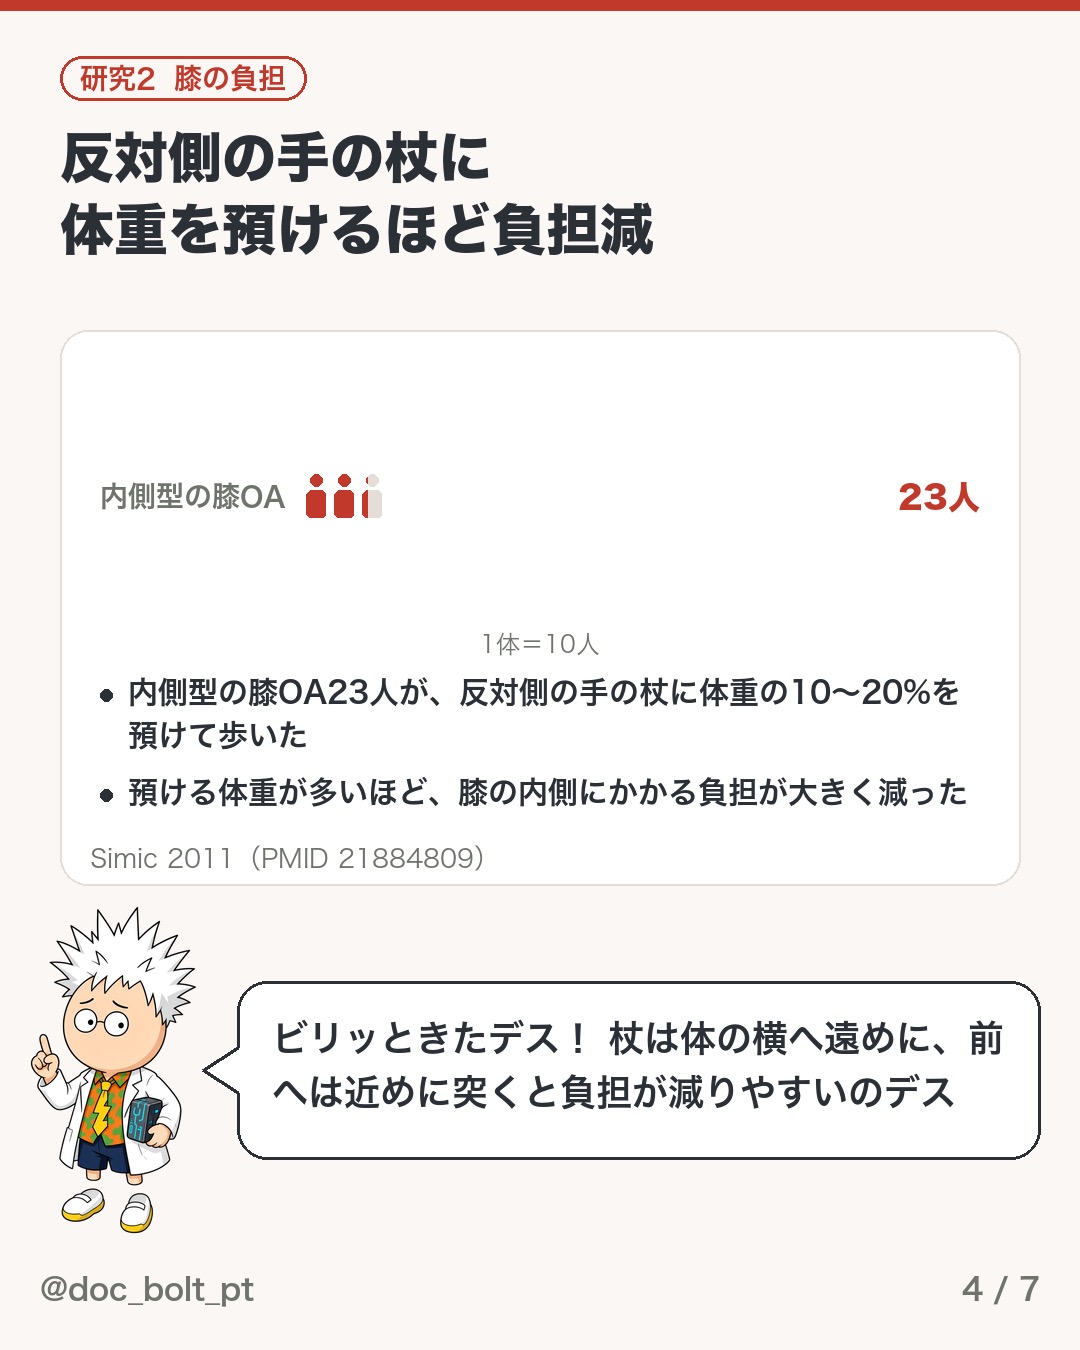 研究2 膝の負担
反対側の手の杖に
体重を預けるほど負担減
内側型の膝OA
23人
1体＝10人
内側型の膝OA23人が、反対側の手の杖に体重の10〜20%を
預けて歩いた
預ける体重が多いほど、膝の内側にかかる負担が大きく減った
Simic 2011（PMID 21884809）
ビリッときたデス！ 杖は体の横へ遠めに、前
へは近めに突くと負担が減りやすいのデス
@doc_bolt_pt
4 / 7